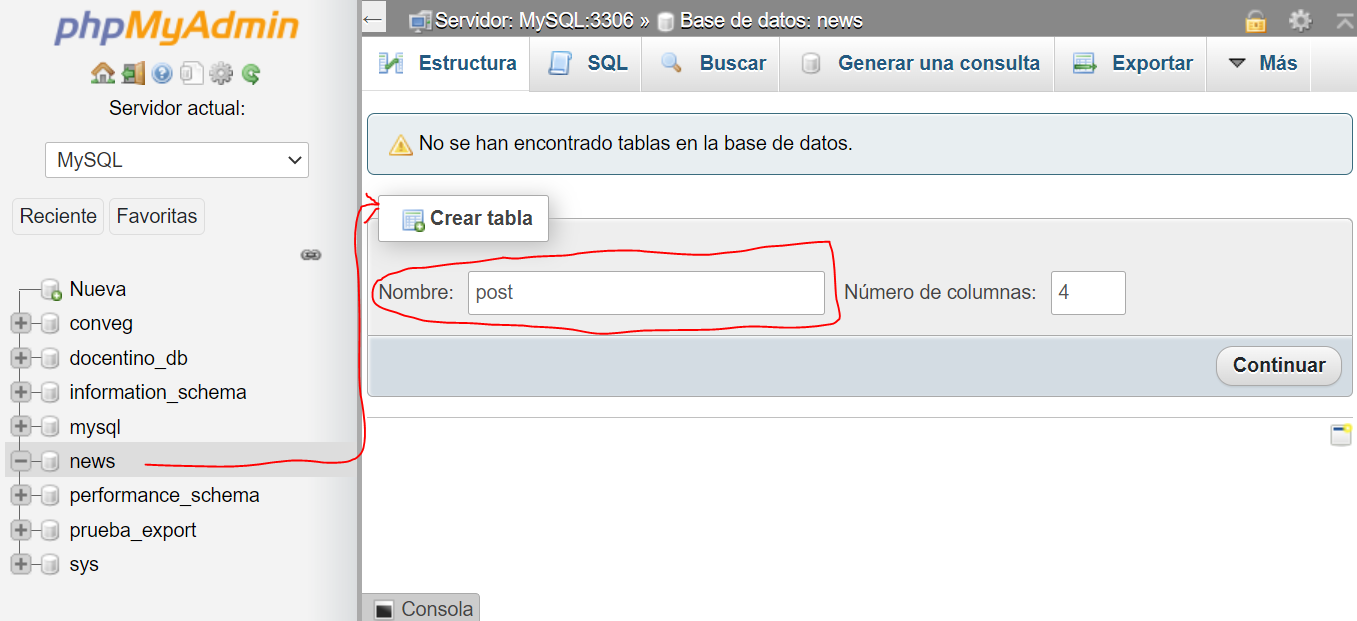 phpMyAdmin
Servidor actual:
MySQL
Reciente Favoritas
Nueva
conveg
docentino_db
information_schema
mysql
news
performance_schema
prueba_export
sys
Servidor: MySQL:3306 » Base de datos: news
Estructura SQL Buscar Generar una consulta Exportar Más
No se han encontrado tablas en la base de datos.
Crear tabla
Nombre: post Número de columnas: 4
Continuar
Consola